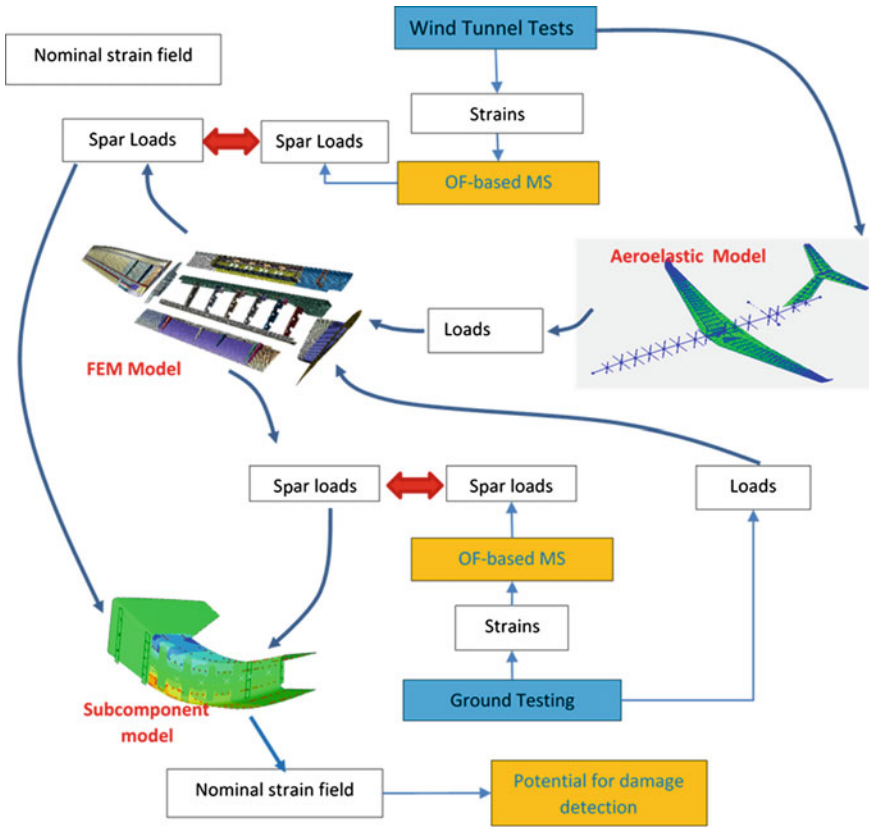 Wind Tunnel Tests
Nominal strain field
Strains
Spar Loads
Spar Loads
OF-based MS
Aeroelastic Model
Loads
FEM Model
Spar loads
Spar loads
Loads
OF-based MS
Strains
Ground Testing
Subcomponent
model
Nominal strain field
Potential for damage
detection